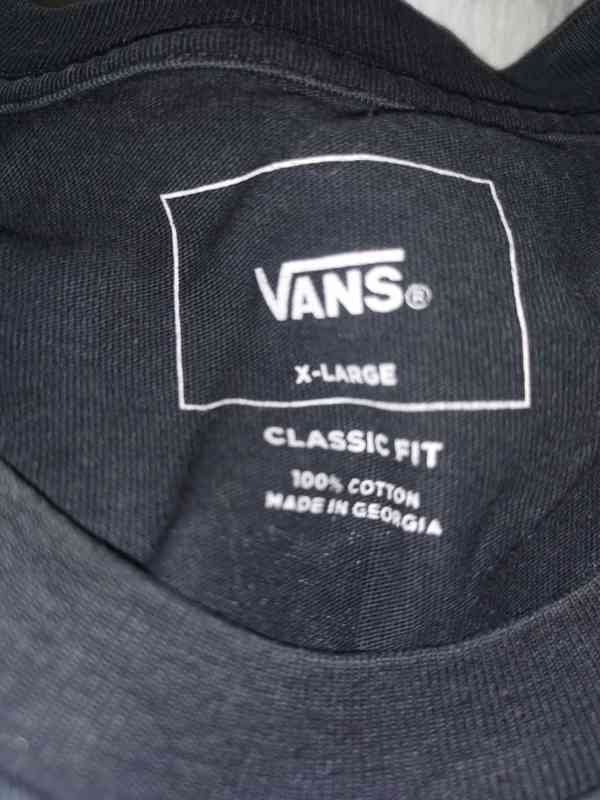 VANS®
X-LARGE
CLASSIC FIT
100% COTTON
MADE IN GEORGIA